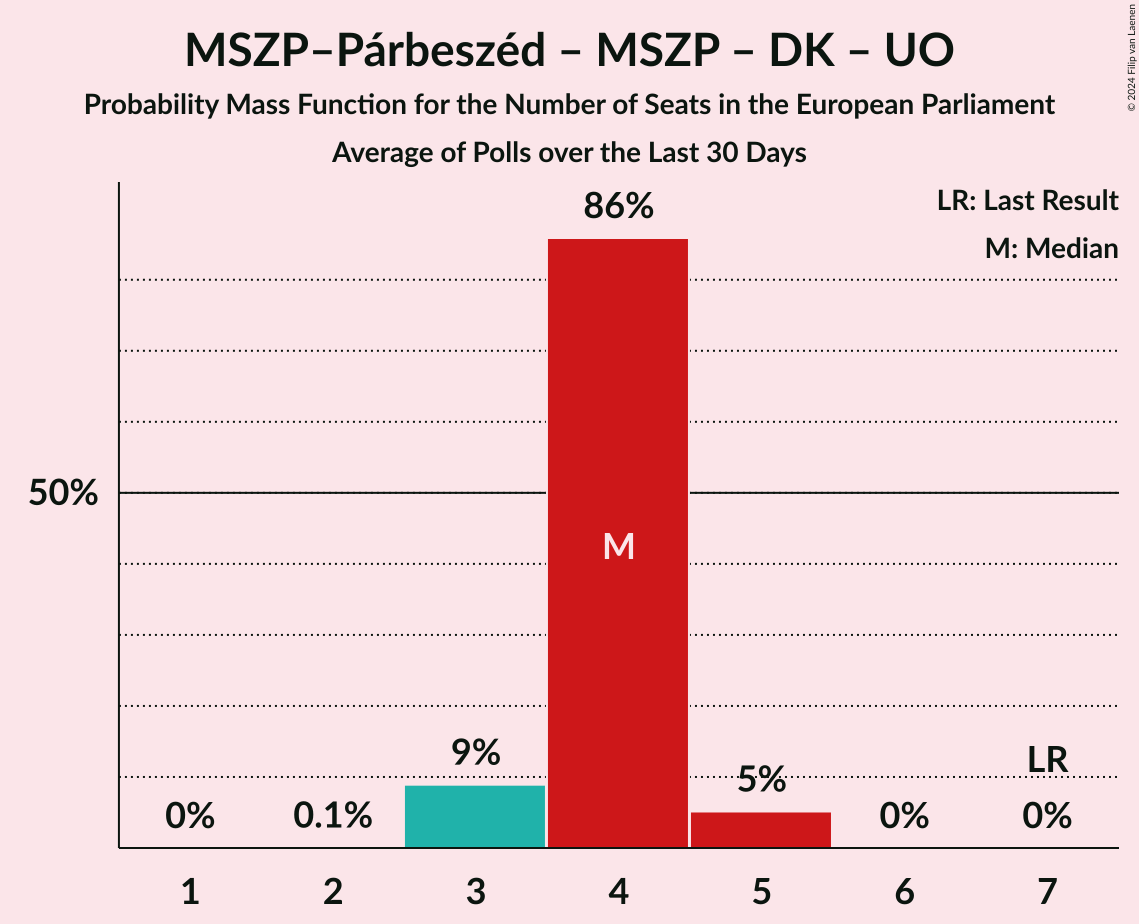 MSZP–Párbeszéd – MSZP – DK – UO
Probability Mass Function for the Number of Seats in the European Parliament
Average of Polls over the Last 30 Days
© 2024 Filip van Laenen
LR: Last Result
M: Median
86%
50%
M
9%
5%
LR
0%
0.1%
0%
0%
1 2 3 4 5 6 7